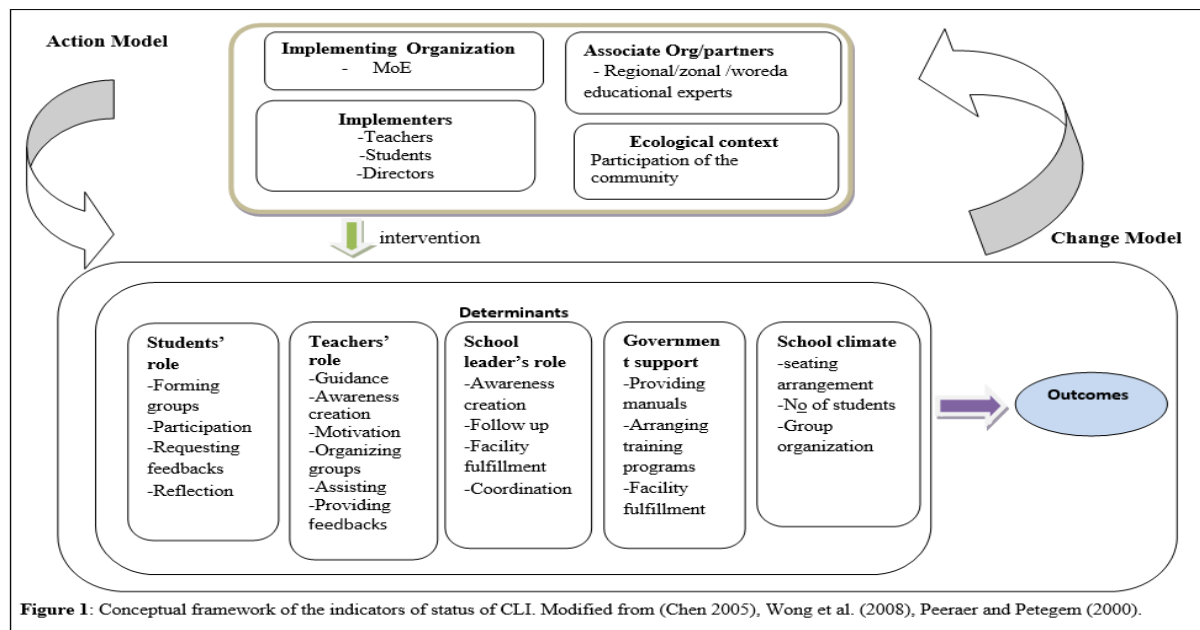 Action Model
Implementing Organization
- MoE
Associate Org/partners
- Regional/zonal /woreda
educational experts
Implementers
-Teachers
-Students
-Directors
Ecological context
Participation of the
community
intervention
Change Model
Determinants
Students’
role
-Forming
groups
-Participation
-Requesting
feedbacks
-Reflection
Teachers’
role
-Guidance
-Awareness
creation
-Motivation
-Organizing
groups
-Assisting
-Providing
feedbacks
School
leader’s role
-Awareness
creation
-Follow up
-Facility
fulfillment
-Coordination
Governmen
t support
-Providing
manuals
-Arranging
training
programs
-Facility
fulfillment
School climate
-seating
arrangement
-No of students
-Group
organization
Outcomes
Figure 1: Conceptual framework of the indicators of status of CLI. Modified from (Chen 2005), Wong et al. (2008), Peeraer and Petegem (2000).